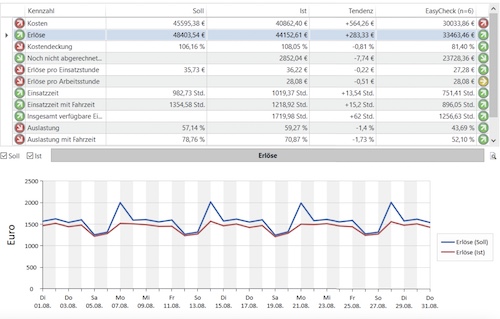 Kennzahl Soll Ist Tendenz EasyCheck (n=6)
Kosten 45595,38 € 40862,40 € +564,26 € 30033,86 €
Erlöse 48403,54 € 44152,61 € +283,33 € 33463,46 €
Kostendeckung 106,16 % 108,05 % -0,81 % 81,40 %
Noch nicht abgerechnet... 2852,04 € -7,74 € 23728,36 €
Erlöse pro Einsatzstunde 35,73 € 36,22 € -0,22 € 27,28 €
Erlöse pro Arbeitsstunde 28,08 € -0,51 € 28,08 €
Einsatzzeit 982,73 Std. 1019,37 +13,54 Std. 751,41 Std.
Einsatzzeit mit Fahrzeit 1354,58 Std. 1218,92 +15,2 Std. 896,05 Std.
Insgesamt verfügbare Ei... 1719,98 +62 Std. 1256,63 Std.
Auslastung 57,14 % 59,27 % -1,4 % 43,69 %
Auslastung mit Fahrzeit 78,76 % 70,87 % -1,73 % 52,10 %
Soll Ist Erlöse
2500
2000
1500
1000
500
0
Euro
Di Do Sa Mo Mi Fr So Di Do Sa Mo Mi Fr So Di Do
01.08. 03.08. 05.08. 07.08. 09.08. 11.08. 13.08. 15.08. 17.08. 19.08. 21.08. 23.08. 25.08. 27.08. 29.08. 31.08.
Erlöse (Soll)
Erlöse (Ist)